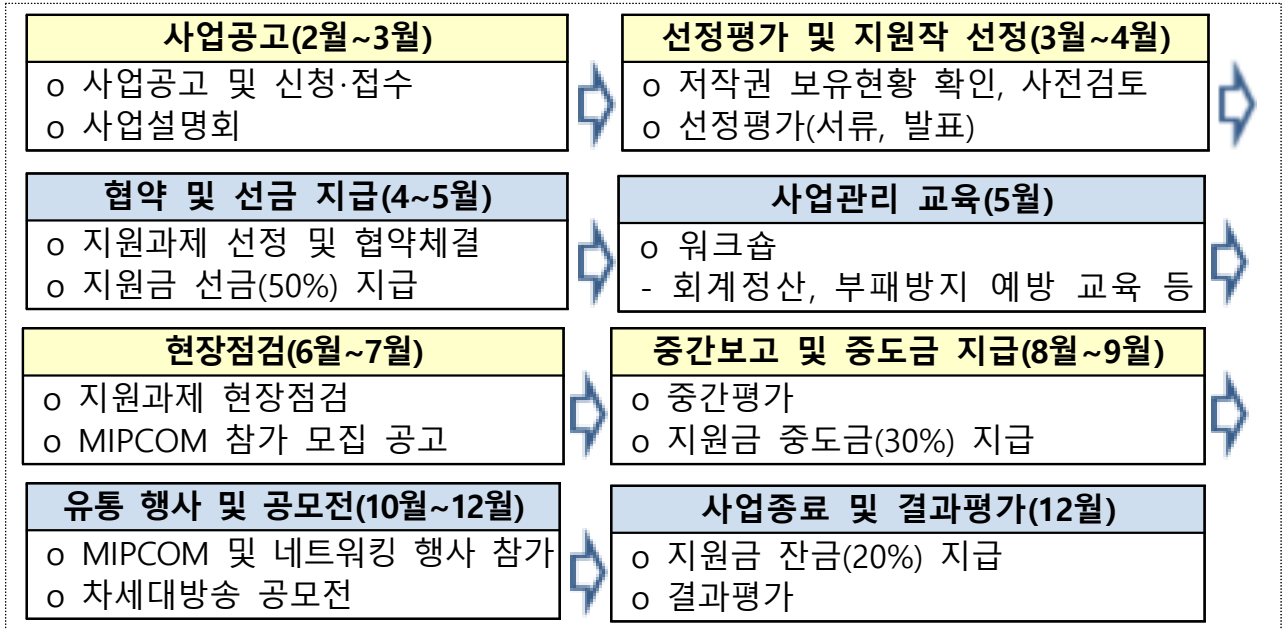 사업공고(2월~3월)
o 사업공고 및 신청·접수
o 사업설명회
선정평가 및 지원작 선정(3월~4월)
o 저작권 보유현황 확인, 사전검토
o 선정평가(서류, 발표)
협약 및 선금 지급(4~5월)
o 지원과제 선정 및 협약체결
o 지원금 선금(50%) 지급
사업관리 교육(5월)
o 워크숍
- 회계정산, 부패방지 예방 교육 등
현장점검(6월~7월)
o 지원과제 현장점검
o MIPCOM 참가 모집 공고
중간보고 및 중도금 지급(8월~9월)
o 중간평가
o 지원금 중도금(30%) 지급
유통 행사 및 공모전(10월~12월)
o MIPCOM 및 네트워킹 행사 참가
o 차세대방송 공모전
사업종료 및 결과평가(12월)
o 지원금 잔금(20%) 지급
o 결과평가